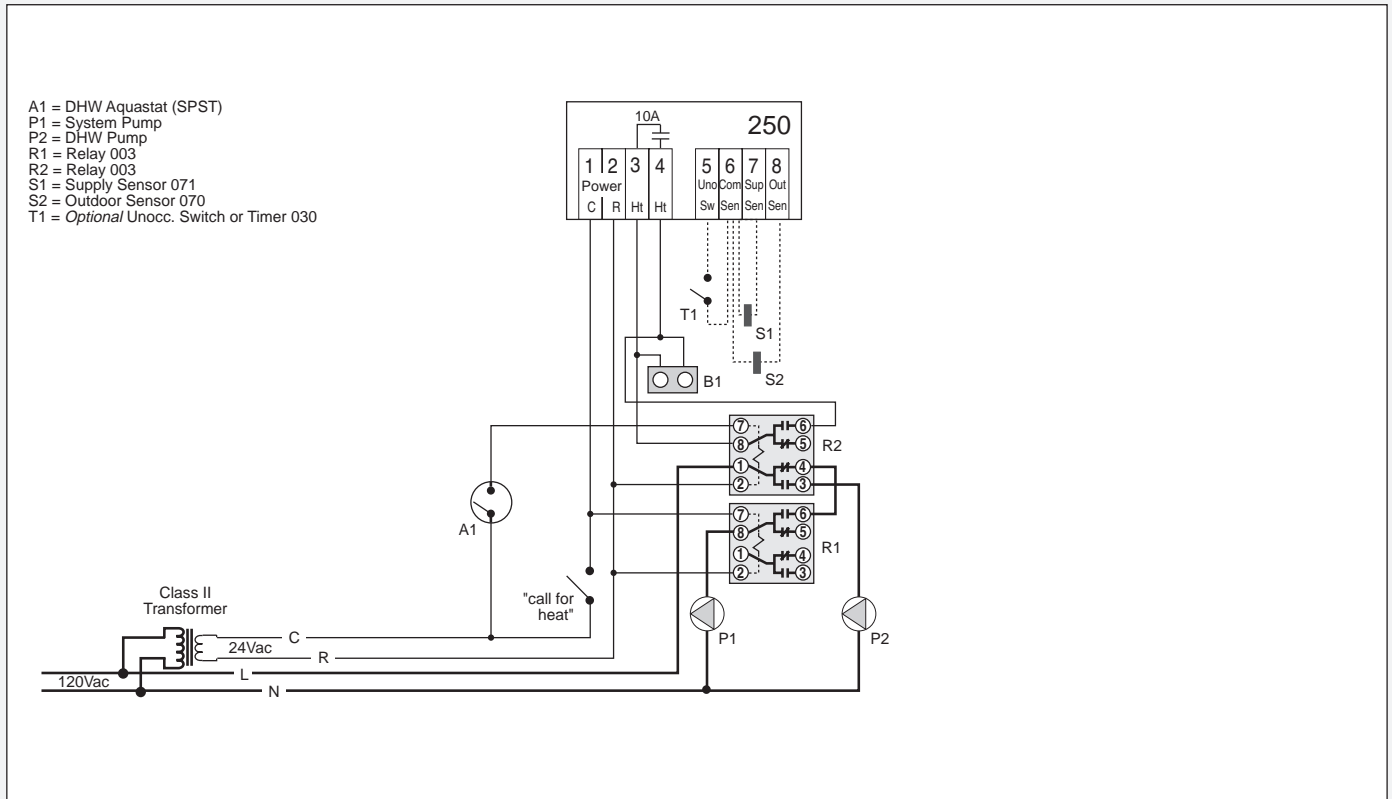 A1 = DHW Aquastat (SPST)
P1 = System Pump
P2 = DHW Pump
R1 = Relay 003
R2 = Relay 003
S1 = Supply Sensor 071
S2 = Outdoor Sensor 070
T1 = Optional Unocc. Switch or Timer 030
10A
250
1 2 3 4 5 6 7 8
Power Uno Com Sup Out
C R Ht Ht Sw Sen Sen Sen
T1
S1
S2
B1
7 6
8 5
R2
1 4
2 3
A1
7 6
8 5
R1
1 4
2 3
"call for
heat"
Class II
Transformer
P1
P2
C
24Vac
R
L
120Vac
N